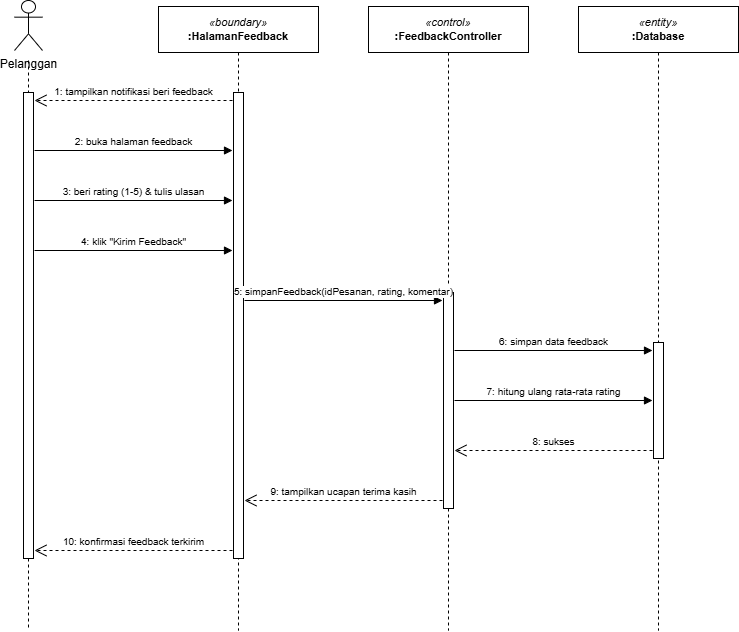 «boundary»
:HalamanFeedback
«control»
:FeedbackController
«entity»
:Database
Pelanggan
1: tampilkan notifikasi beri feedback
2: buka halaman feedback
3: beri rating (1-5) & tulis ulasan
4: klik "Kirim Feedback"
5: simpanFeedback(idPesanan, rating, komentar)
6: simpan data feedback
7: hitung ulang rata-rata rating
8: sukses
9: tampilkan ucapan terima kasih
10: konfirmasi feedback terkirim